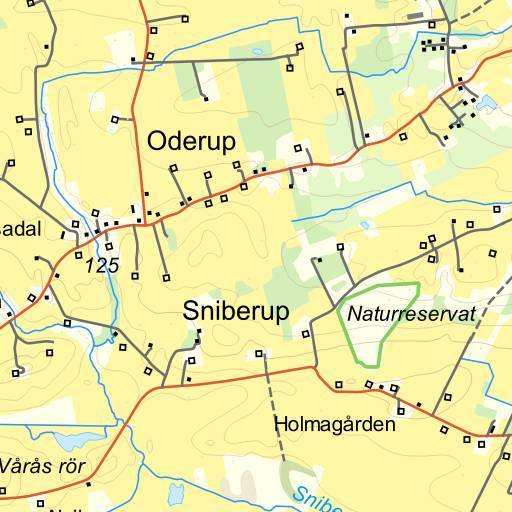 Oderup
sadal
125
Sniberup
Naturreservat
Holmagården
Vårås rör
Snibe